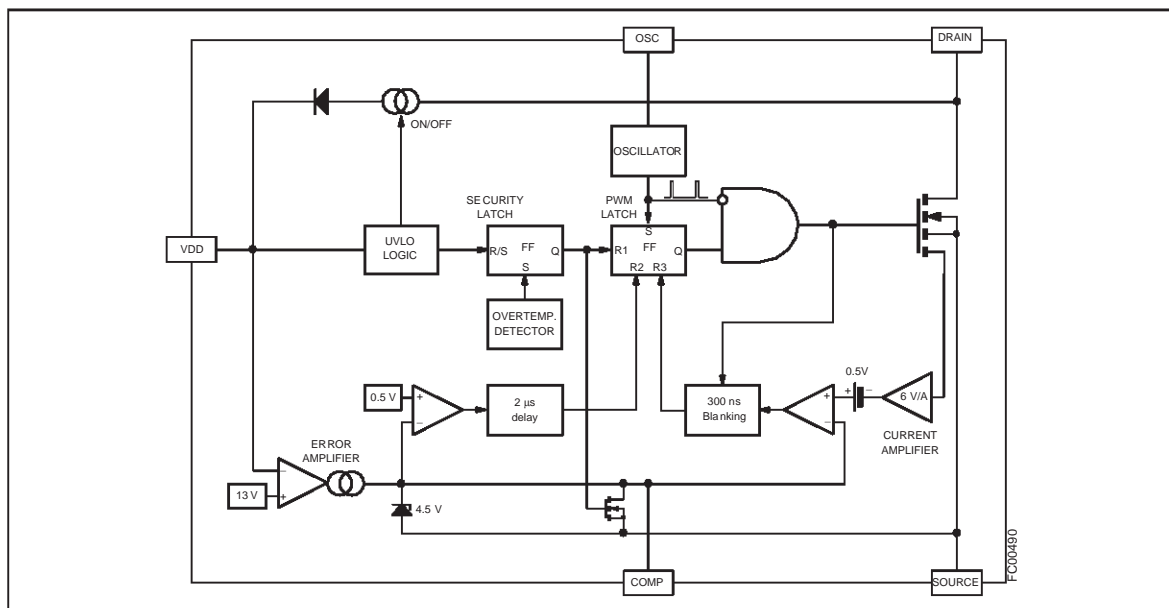 OSC
DRAIN
ON/OFF
OSCILLATOR
SECURITY
LATCH
PWM
LATCH
VDD
UVLO
LOGIC
R/S
FF
Q
S
R1
S
FF
Q
R2
R3
OVERTEMP.
DETECTOR
0.5 V
+
–
2 µs
delay
300 ns
Blanking
+
–
0.5V
+
–
6 V/A
CURRENT
AMPLIFIER
ERROR
AMPLIFIER
–
+
13 V
4.5 V
COMP
SOURCE
FC00490